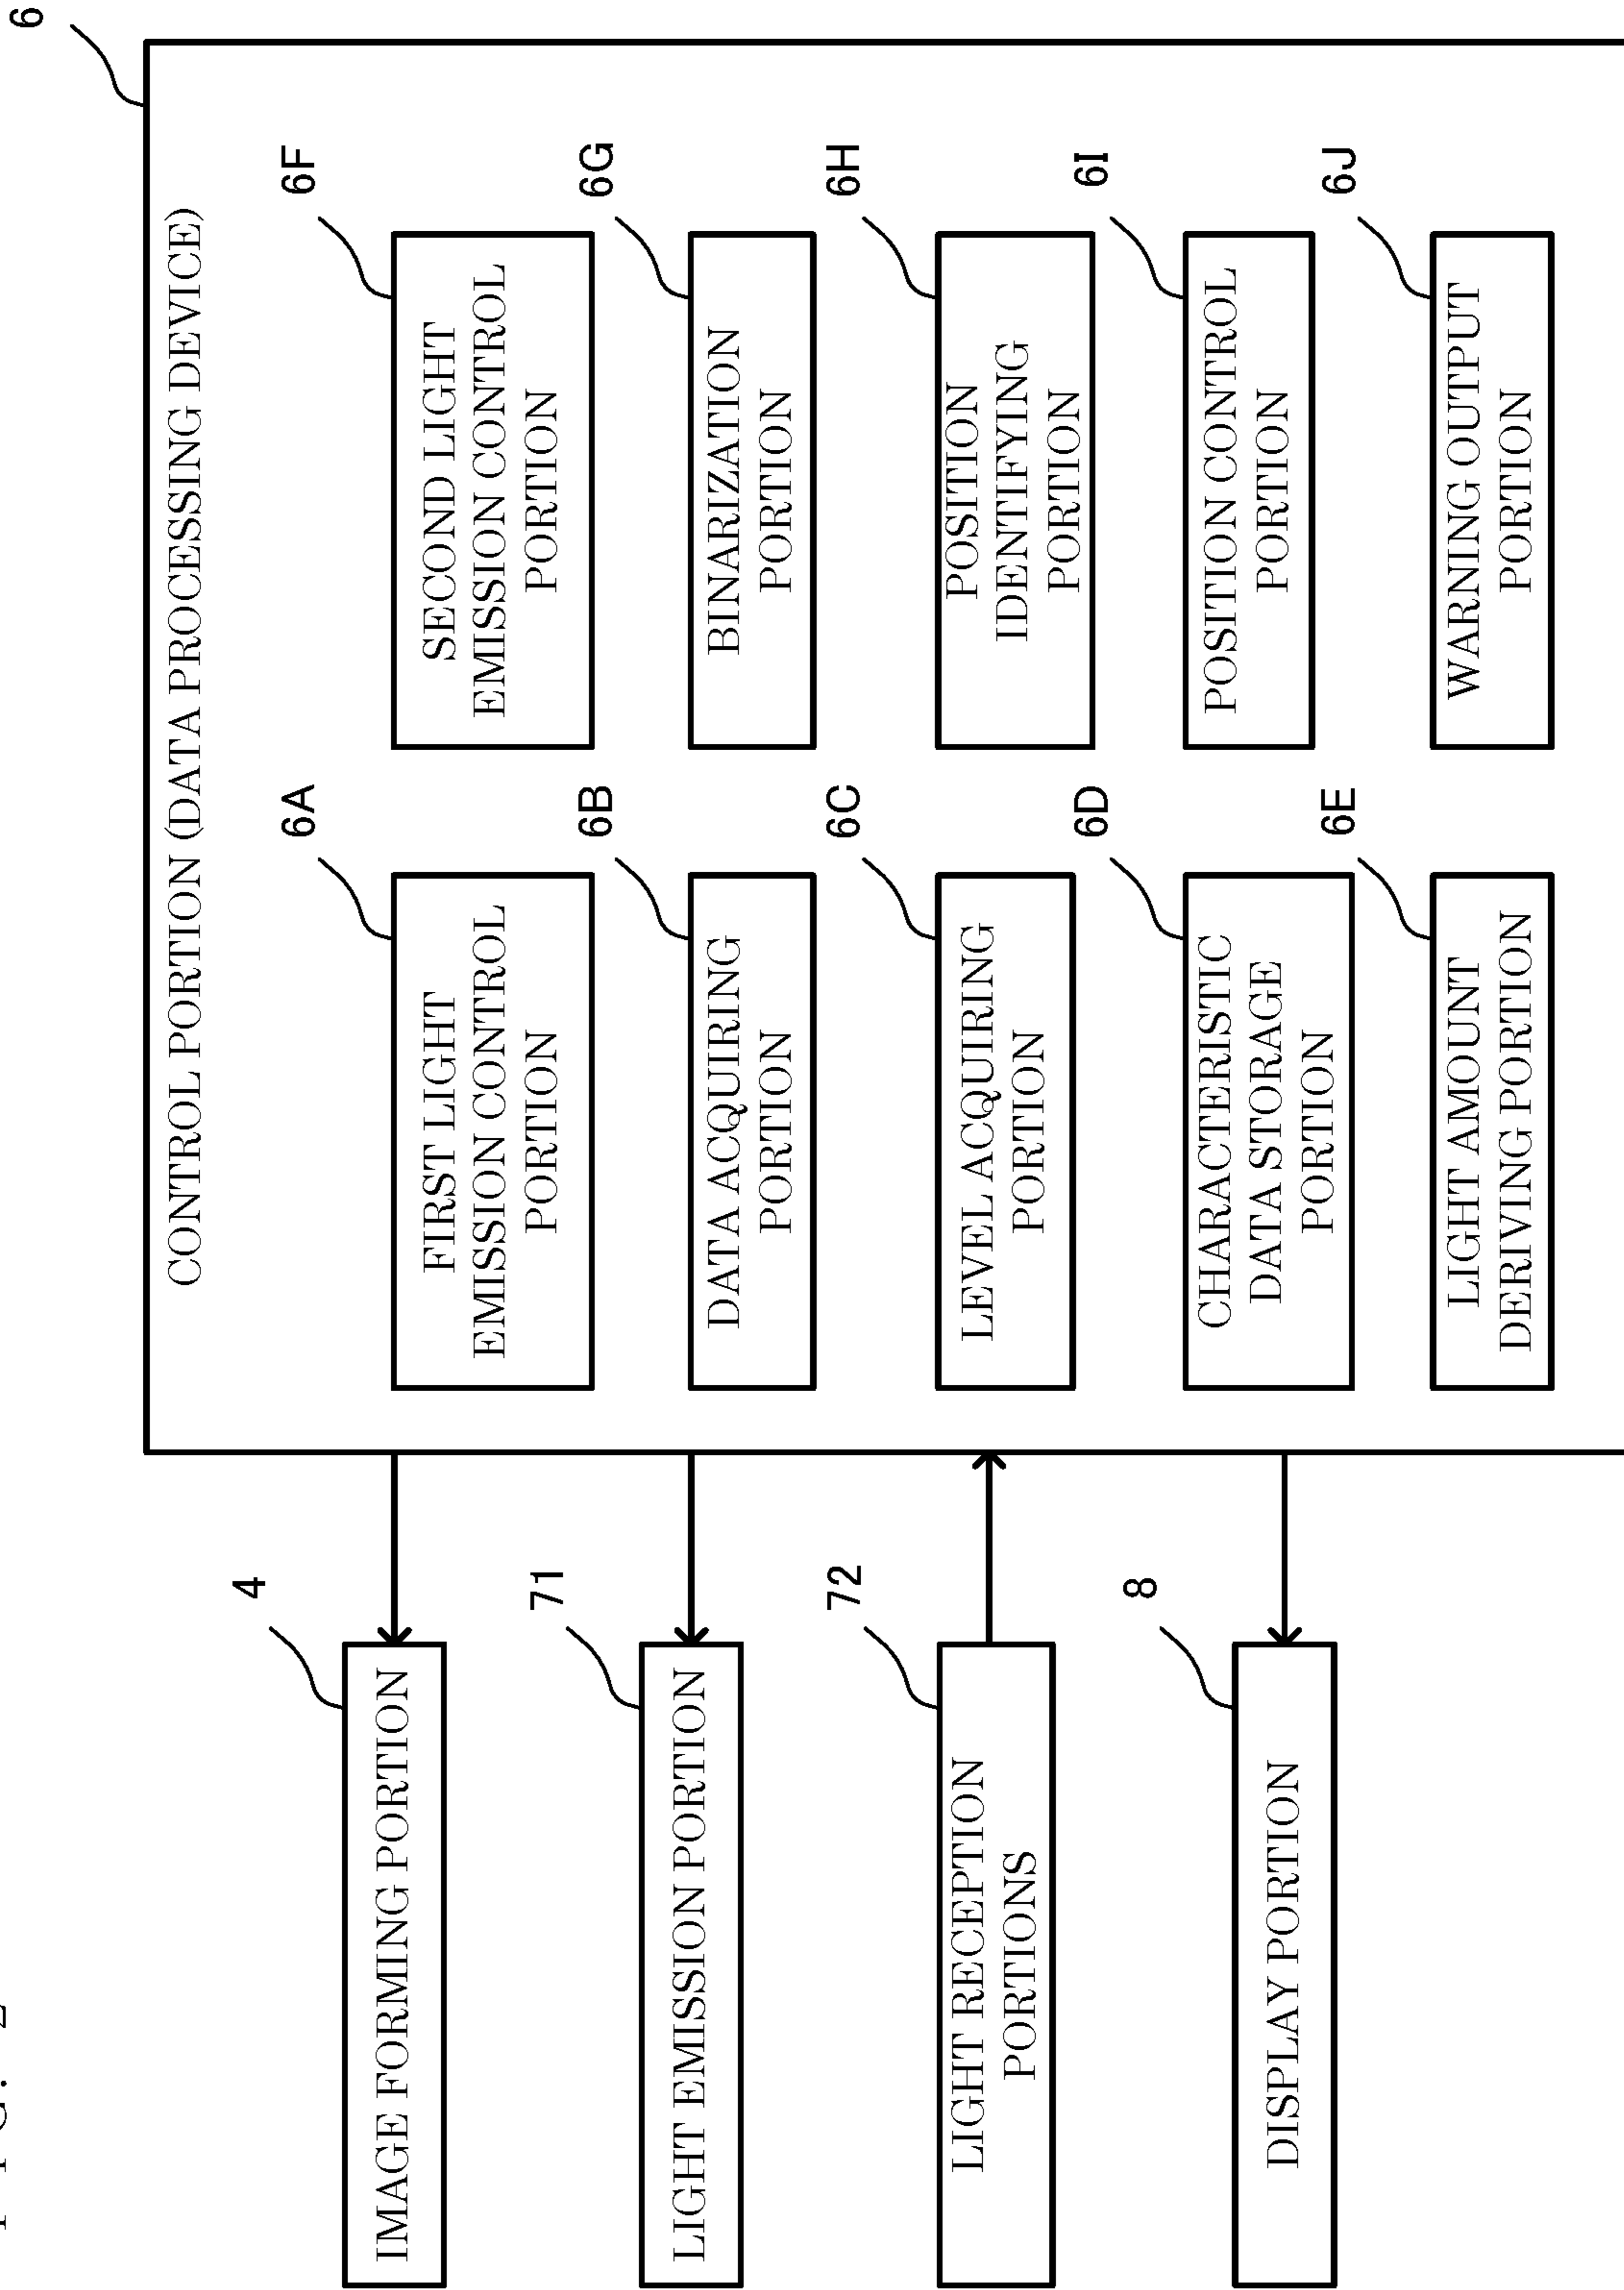 FIG. 2
6
CONTROL PORTION (DATA PROCESSING DEVICE)
4
IMAGE FORMING PORTION
71
LIGHT EMISSION PORTION
72
LIGHT RECEPTION
PORTIONS
8
DISPLAY PORTION
6A
FIRST LIGHT
EMISSION CONTROL
PORTION
6B
DATA ACQUIRING
PORTION
6C
LEVEL ACQUIRING
PORTION
6D
CHARACTERISTIC
DATA STORAGE
PORTION
6E
LIGHT AMOUNT
DERIVING PORTION
6F
SECOND LIGHT
EMISSION CONTROL
PORTION
6G
BINARIZATION
PORTION
6H
POSITION
IDENTIFYING
PORTION
6I
POSITION CONTROL
PORTION
6J
WARNING OUTPUT
PORTION